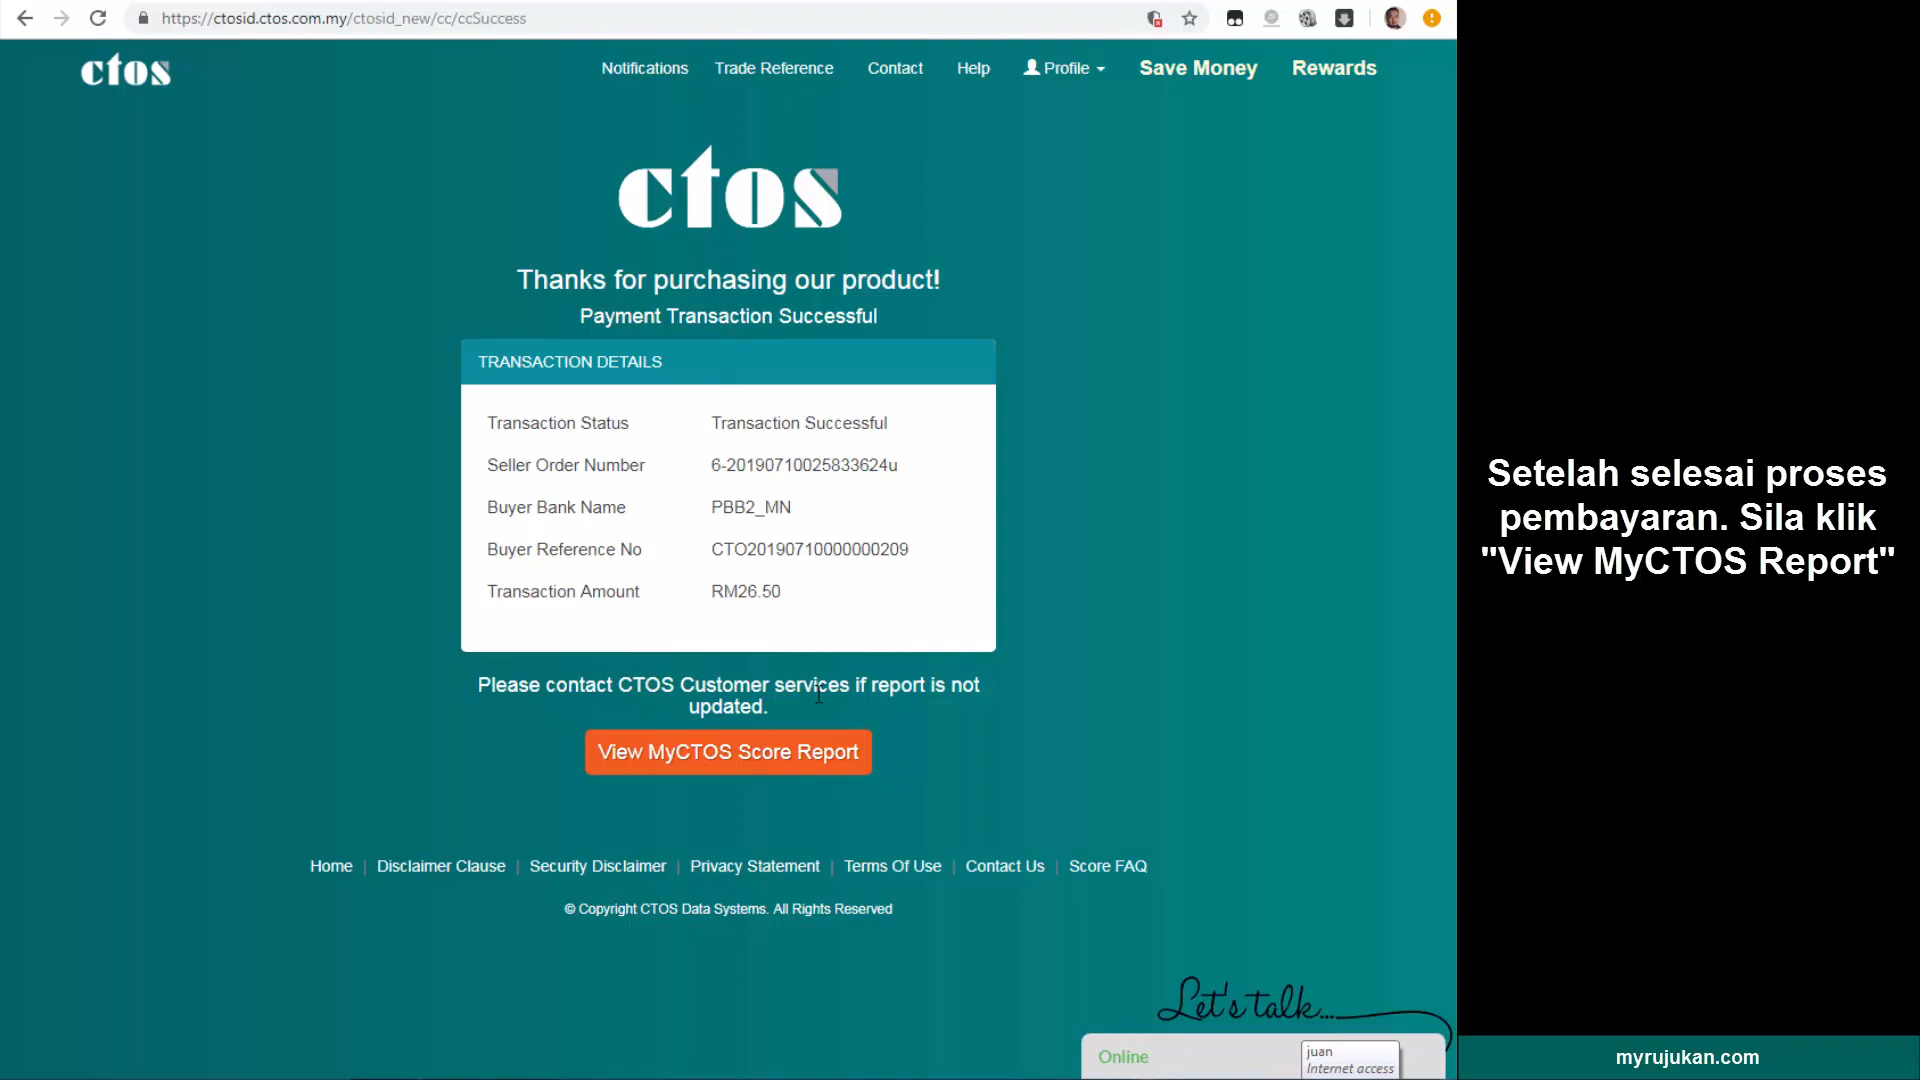 https://ctosid.ctos.com.my/ctosid_new/cc/ccSuccess
ctos
Notifications
Trade Reference
Contact
Help
Profile
Save Money
Rewards
ctos
Thanks for purchasing our product!
Payment Transaction Successful
TRANSACTION DETAILS
Transaction Status Transaction Successful
Seller Order Number 6-20190710025833624u
Buyer Bank Name PBB2_MN
Buyer Reference No CTO20190710000000209
Transaction Amount RM26.50
Please contact CTOS Customer services if report is not
updated.
View MyCTOS Score Report
Home | Disclaimer Clause | Security Disclaimer | Privacy Statement | Terms Of Use | Contact Us | Score FAQ
© Copyright CTOS Data Systems. All Rights Reserved
Let's talk...
Online
juan
Internet access
Setelah selesai proses
pembayaran. Sila klik
"View MyCTOS Report"
myrujukan.com